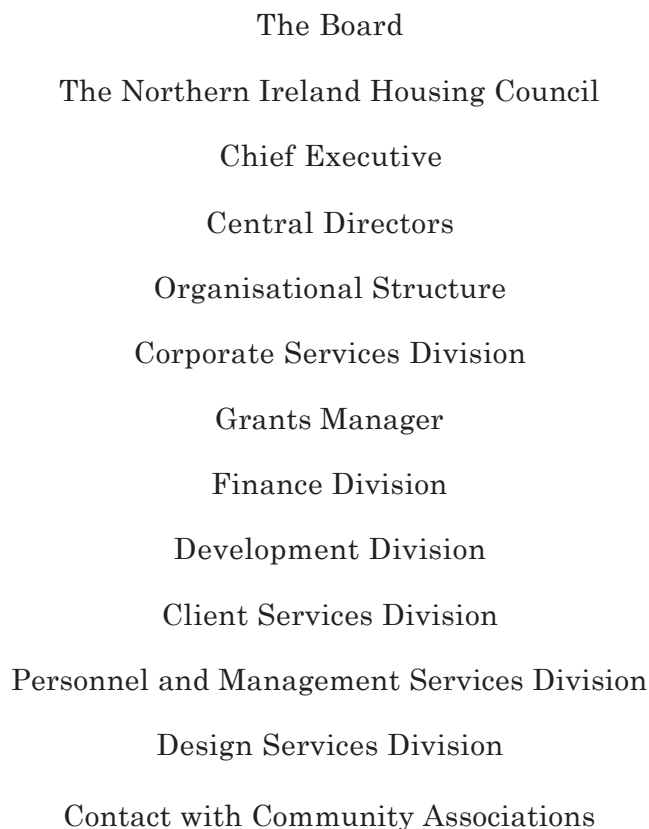 The Board
The Northern Ireland Housing Council
Chief Executive
Central Directors
Organisational Structure
Corporate Services Division
Grants Manager
Finance Division
Development Division
Client Services Division
Personnel and Management Services Division
Design Services Division
Contact with Community Associations